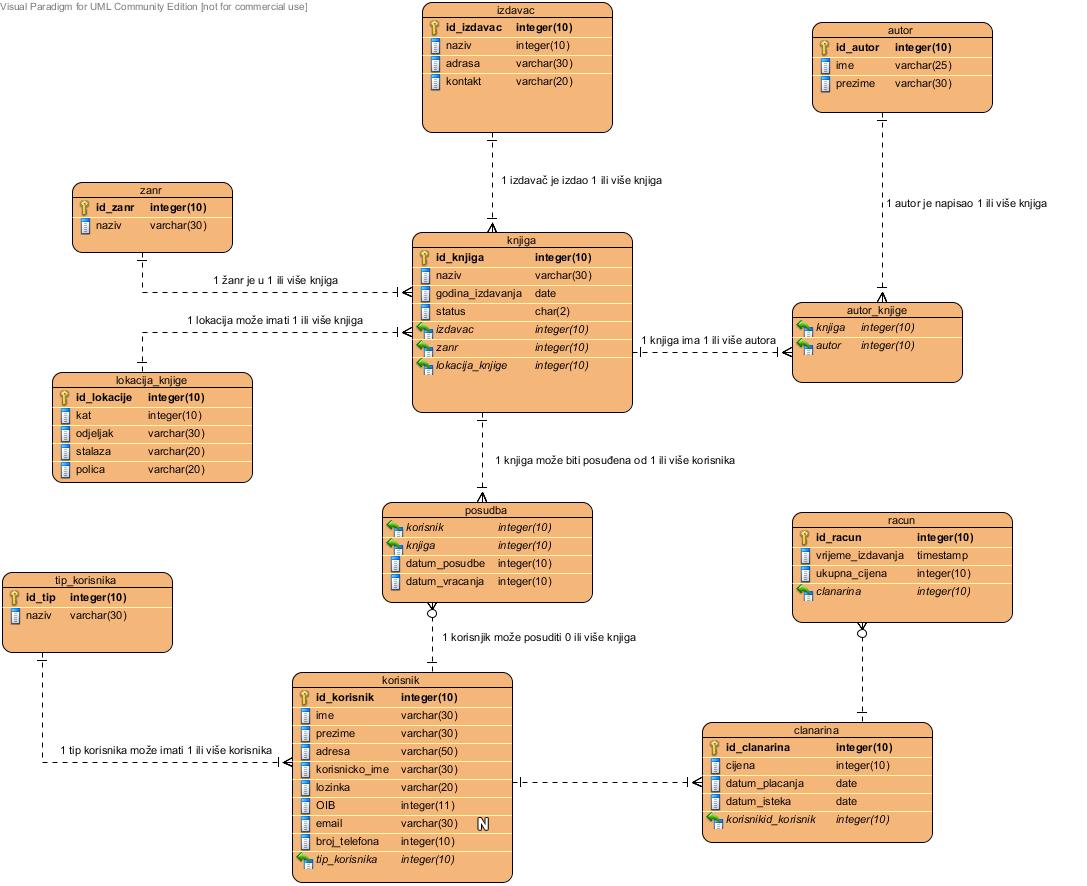 Visual Paradigm for UML Community Edition [not for commercial use]
izdavac
id_izdavac integer(10)
naziv integer(10)
adrasa varchar(30)
kontakt varchar(20)
autor
id_autor integer(10)
ime varchar(25)
prezime varchar(30)
1 izdavač je izdao 1 ili više knjiga
1 autor je napisao 1 ili više knjiga
zanr
id_zanr integer(10)
naziv varchar(30)
1 žanr je u 1 ili više knjiga
knjiga
id_knjiga integer(10)
naziv varchar(30)
godina_izdavanja date
status char(2)
izdavac integer(10)
zanr integer(10)
lokacija_knjige integer(10)
1 lokacija može imati 1 ili više knjiga
1 knjiga ima 1 ili više autora
autor_knjige
knjiga integer(10)
autor integer(10)
lokacija_knjige
id_lokacije integer(10)
kat integer(10)
odjeljak varchar(30)
stalaza varchar(20)
polica varchar(20)
1 knjiga može biti posuđena od 1 ili više korisnika
posudba
korisnik integer(10)
knjiga integer(10)
datum_posudbe integer(10)
datum_vracanja integer(10)
racun
id_racun integer(10)
vrijeme_izdavanja timestamp
ukupna_cijena integer(10)
clanarina integer(10)
tip_korisnika
id_tip integer(10)
naziv varchar(30)
1 korisnjik može posuditi 0 ili više knjiga
1 tip korisnika može imati 1 ili više korisnika
korisnik
id_korisnik integer(10)
ime varchar(30)
prezime varchar(30)
adresa varchar(50)
korisnicko_ime varchar(30)
lozinka varchar(20)
OIB integer(11)
email varchar(30) N
broj_telefona integer(10)
tip_korisnika integer(10)
clanarina
id_clanarina integer(10)
cijena integer(10)
datum_placanja date
datum_isteka date
korisnikid_korisnik integer(10)